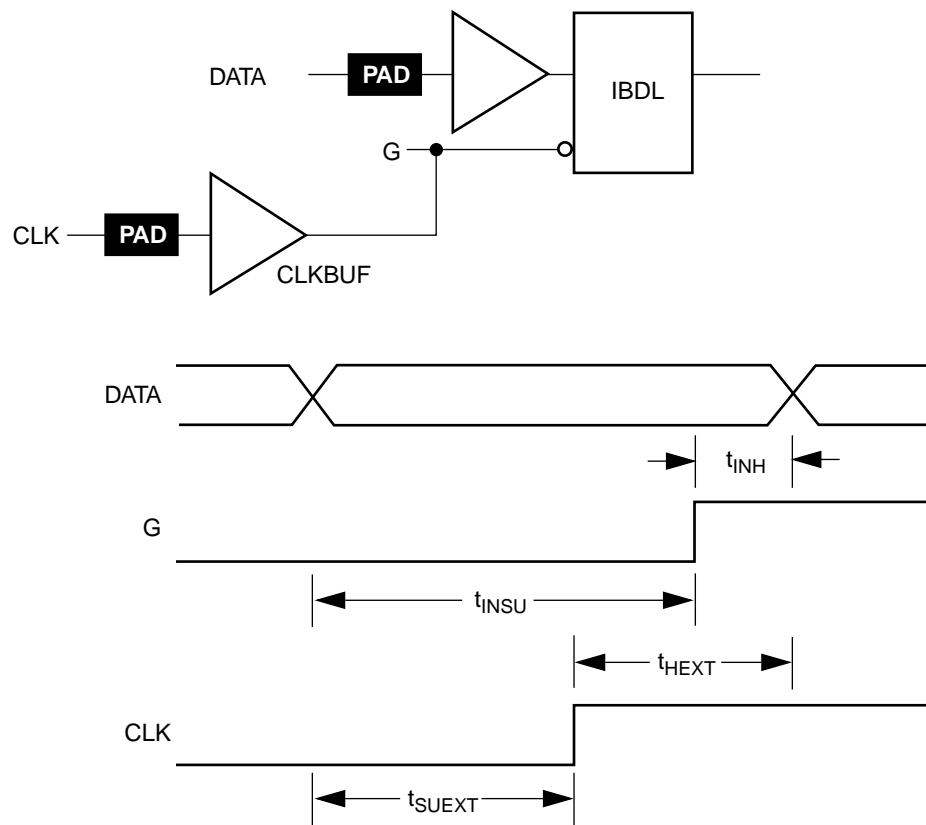 DATA
PAD
IBDL
G
CLK
PAD
CLKBUF
DATA
tINH
G
tINSU
tHEXT
CLK
tSUEXT